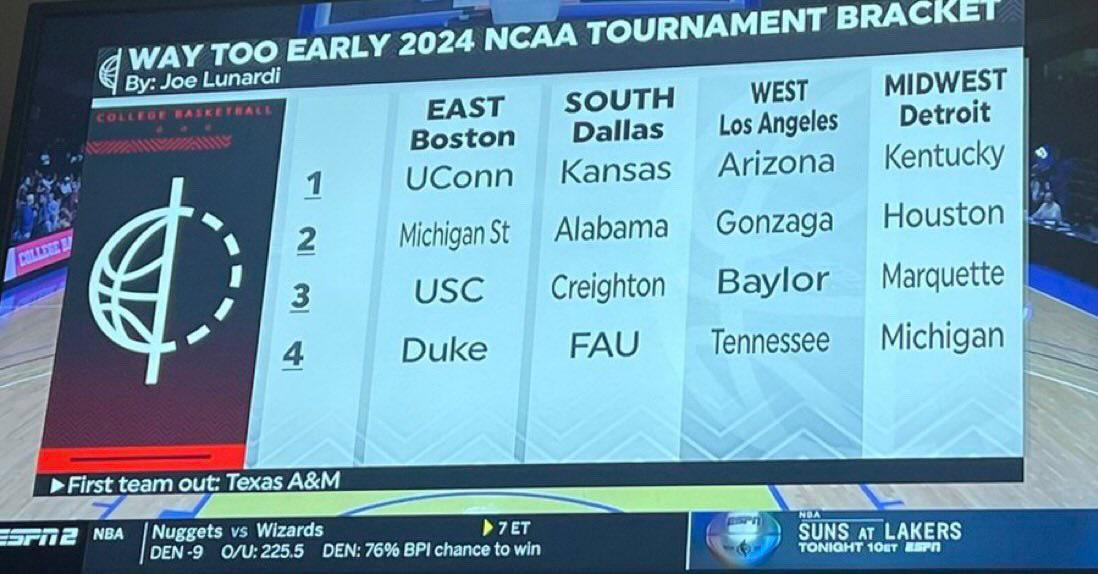 WAY TOO EARLY 2024 NCAA TOURNAMENT BRACKET
By: Joe Lunardi
COLLEGE BASKETBALL
EAST SOUTH WEST MIDWEST
Boston Dallas Los Angeles Detroit
1 UConn Kansas Arizona Kentucky
2 Michigan St Alabama Gonzaga Houston
3 USC Creighton Baylor Marquette
4 Duke FAU Tennessee Michigan
▶First team out: Texas A&M
COLLEGE
ESPN2 NBA Nuggets vs Wizards 7 ET
DEN -9 O/U: 225.5 DEN: 76% BPI chance to win
ESPN
NBA
SUNS AT LAKERS
TONIGHT 10ET ESPN